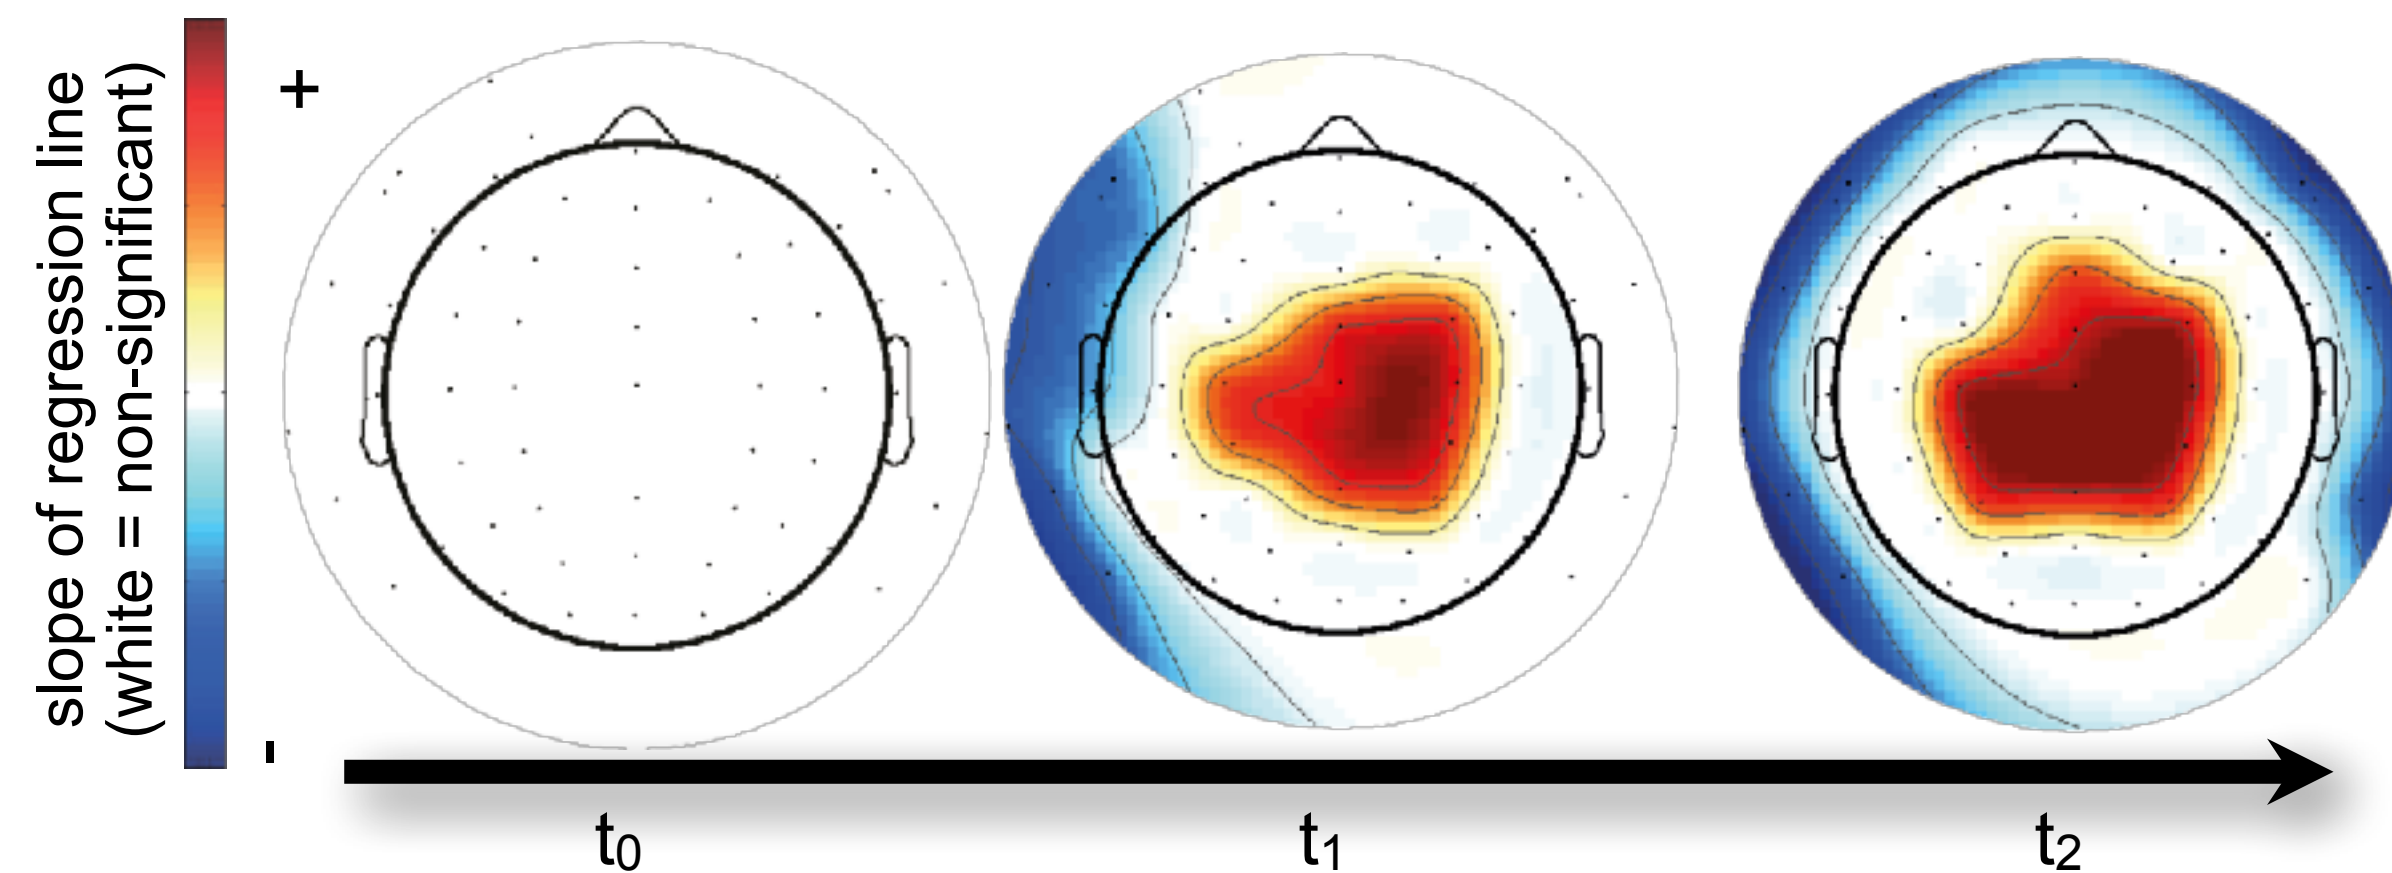 slope of regression line
(white = non-significant)
+
-
t₀
t₁
t₂